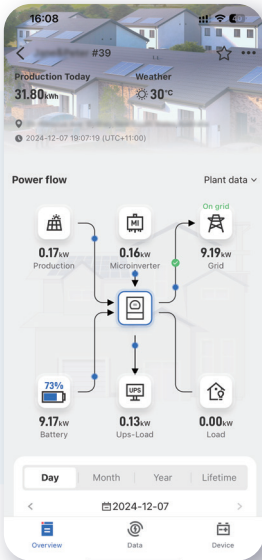 16:08
#39
Production Today
Weather
31.80kWh
30°C
2024-12-07 19:07:19 (UTC+11:00)
Power flow
Plant data
On grid
MI
0.17kW
0.16kW
9.19kW
Production
Microinverter
Grid
73%
UPS
9.17kW
0.13kW
0.00kW
Battery
Ups-Load
Load
Day
Month
Year
Lifetime
2024-12-07
Overview
Data
Device